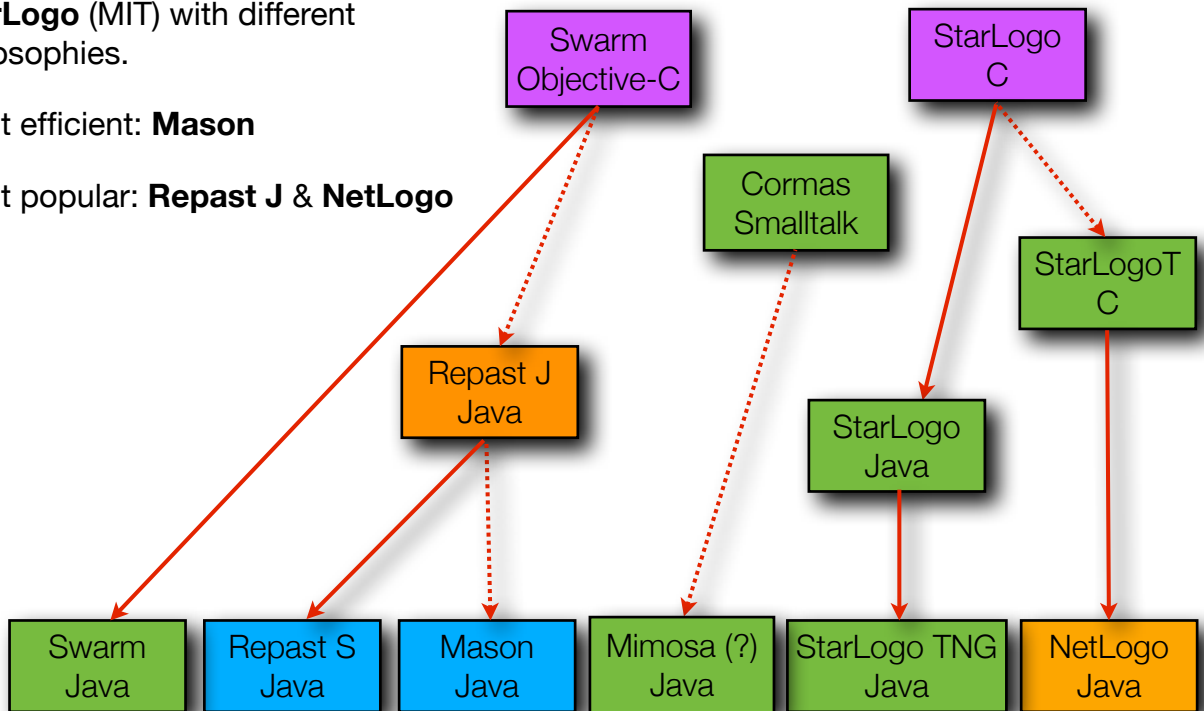 rLogo (MIT) with different
osophies.
t efficient: Mason
t popular: Repast J & NetLogo
Swarm
Objective-C
StarLogo
C
Cormas
Smalltalk
StarLogoT
C
Repast J
Java
StarLogo
Java
Swarm
Java
Repast S
Java
Mason
Java
Mimosa (?)
Java
StarLogo TNG
Java
NetLogo
Java